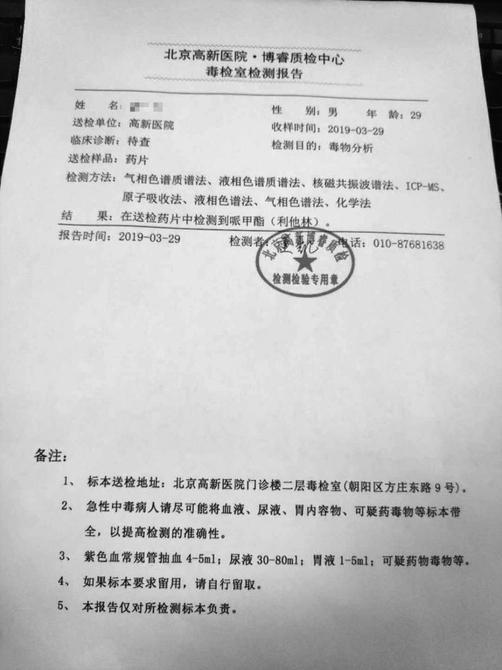 北京高新医院·博睿质检中心
毒检室检测报告
姓 名: 性 别: 男 年 龄: 29
送检单位: 高新医院 收样时间: 2019-03-29
临床诊断: 待查 检测目的: 毒物分析
送检样品: 药片
检测方法: 气相色谱质谱法、液相色谱质谱法、核磁共振波谱法、ICP-MS、
原子吸收法、液相色谱法、气相色谱法、化学法
结 果: 在送检药片中检测到哌甲酯(利他林)。
报告时间: 2019-03-29 检测者: 电话: 010-87681638
检测检验专用章
备注:
1、 标本送检地址: 北京高新医院门诊楼二层毒检室(朝阳区方庄东路 9 号)。
2、 急性中毒病人请尽可能将血液、尿液、胃内容物、可疑药毒物等标本带
全,以提高检测的准确性。
3、 紫色血常规管抽血 4-5ml; 尿液 30-80ml; 胃液 1-5ml; 可疑药物毒物等。
4、 如果标本要求留用,请自行留取。
5、 本报告仅对所检测标本负责。